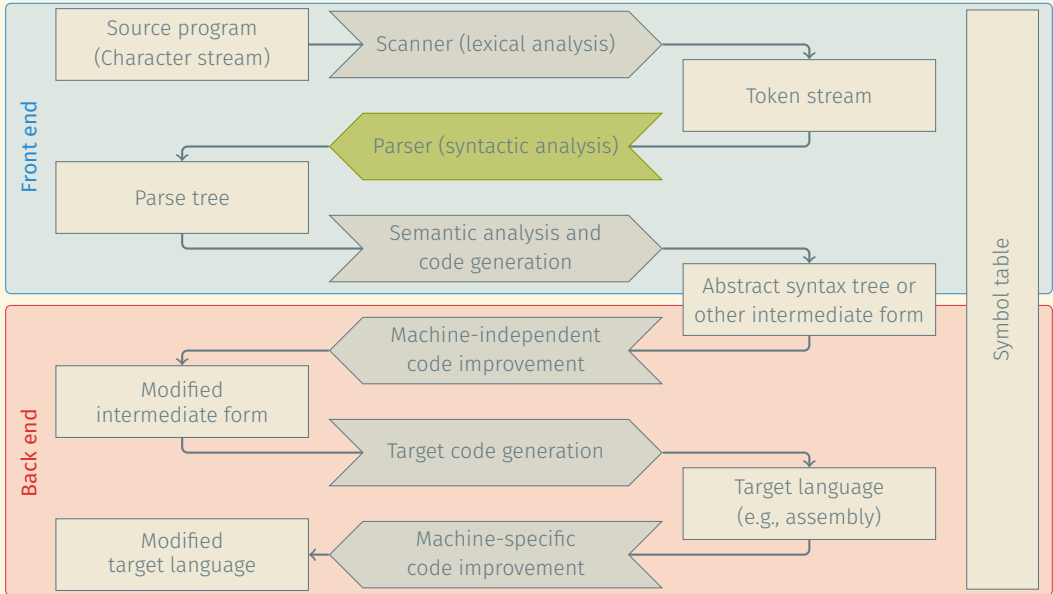 Front end
Source program
(Character stream)
Scanner (lexical analysis)
Token stream
Parser (syntactic analysis)
Parse tree
Semantic analysis and
code generation
Abstract syntax tree or
other intermediate form
Symbol table
Back end
Machine-independent
code improvement
Modified
intermediate form
Target code generation
Target language
(e.g., assembly)
Machine-specific
code improvement
Modified
target language